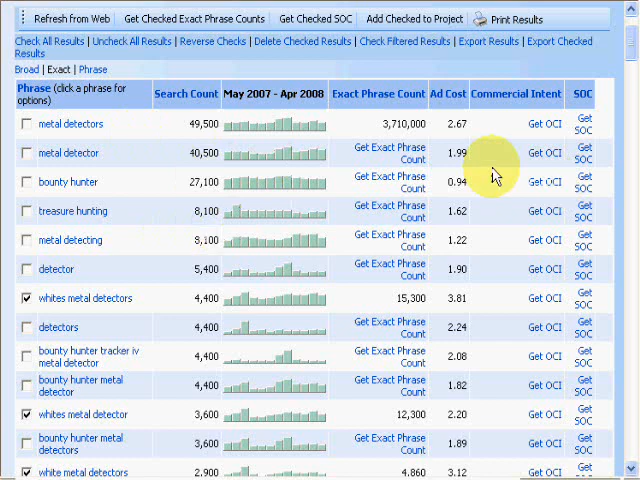 Refresh from Web Get Checked Exact Phrase Counts Get Checked SOC Add Checked to Project Print Results
Check All Results | Uncheck All Results | Reverse Checks | Delete Checked Results | Check Filtered Results | Export Results | Export Checked
Results
Broad | Exact | Phrase
Phrase (click a phrase for options) Search Count May 2007 - Apr 2008 Exact Phrase Count Ad Cost Commercial Intent SOC
metal detectors 49,500 3,710,000 2.67 Get OCI Get SOC
metal detector 40,500 Get Exact Phrase Count 1.99 Get OCI Get SOC
bounty hunter 27,100 Get Exact Phrase Count 0.94 Get OCI Get SOC
treasure hunting 8,100 Get Exact Phrase Count 1.62 Get OCI Get SOC
metal detecting 8,100 Get Exact Phrase Count 1.22 Get OCI Get SOC
detector 5,400 Get Exact Phrase Count 1.90 Get OCI Get SOC
whites metal detectors 4,400 15,300 3.81 Get OCI Get SOC
detectors 4,400 Get Exact Phrase Count 2.24 Get OCI Get SOC
bounty hunter tracker iv metal detector 4,400 Get Exact Phrase Count 2.08 Get OCI Get SOC
bounty hunter metal detector 4,400 Get Exact Phrase Count 1.82 Get OCI Get SOC
whites metal detector 3,600 12,300 2.20 Get OCI Get SOC
bounty hunter metal detector 3,600 Get Exact Phrase Count 1.89 Get OCI Get SOC
white metal detectors 2,900 4,860 3.12 Get OCI Get